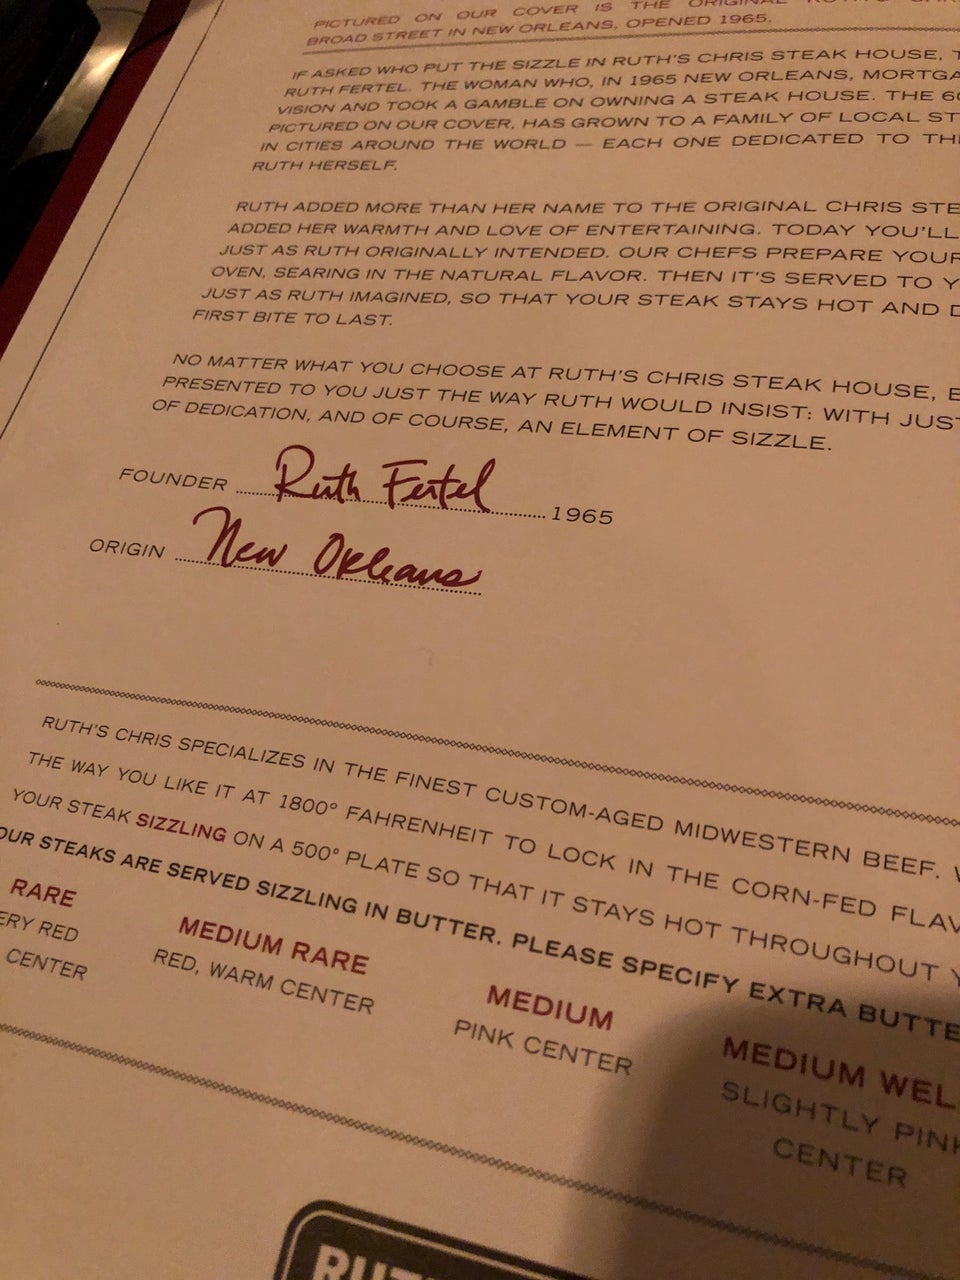 PICTURED ON OUR COVER IS THE ORIGINAL RUTH'S
BROAD STREET IN NEW ORLEANS, OPENED 1965.
IF ASKED WHO PUT THE SIZZLE IN RUTH'S CHRIS STEAK HOUSE,
RUTH FERTEL. THE WOMAN WHO, IN 1965 NEW ORLEANS,
VISION AND TOOK A GAMBLE ON OWNING A STEAK HOUSE. THE
PICTURED ON OUR COVER, HAS GROWN TO A FAMILY OF LOCAL
IN CITIES AROUND THE WORLD — EACH ONE DEDICATED TO
RUTH HERSELF.
RUTH ADDED MORE THAN HER NAME TO THE ORIGINAL CHRIS
ADDED HER WARMTH AND LOVE OF ENTERTAINING. TODAY YOU'LL
JUST AS RUTH ORIGINALLY INTENDED. OUR CHEFS PREPARE YOUR
OVEN, SEARING IN THE NATURAL FLAVOR. THEN IT'S SERVED TO
JUST AS RUTH IMAGINED, SO THAT YOUR STEAK STAYS HOT AND
FIRST BITE TO LAST.
NO MATTER WHAT YOU CHOOSE AT RUTH'S CHRIS STEAK HOUSE,
PRESENTED TO YOU JUST THE WAY RUTH WOULD INSIST: WITH JUST
OF DEDICATION, AND OF COURSE, AN ELEMENT OF SIZZLE.
FOUNDER Ruth Fertel 1965
ORIGIN New Orleans
RUTH'S CHRIS SPECIALIZES IN THE FINEST CUSTOM-AGED MIDWESTERN BEEF.
THE WAY YOU LIKE IT AT 1800° FAHRENHEIT TO LOCK IN THE CORN-FED
YOUR STEAK SIZZLING ON A 500° PLATE SO THAT IT STAYS HOT THROUGHOUT
OUR STEAKS ARE SERVED SIZZLING IN BUTTER. PLEASE SPECIFY EXTRA
RARE
RED
CENTER
MEDIUM RARE
RED, WARM CENTER
MEDIUM
PINK CENTER
MEDIUM WEL
SLIGHTLY PINK
CENTER